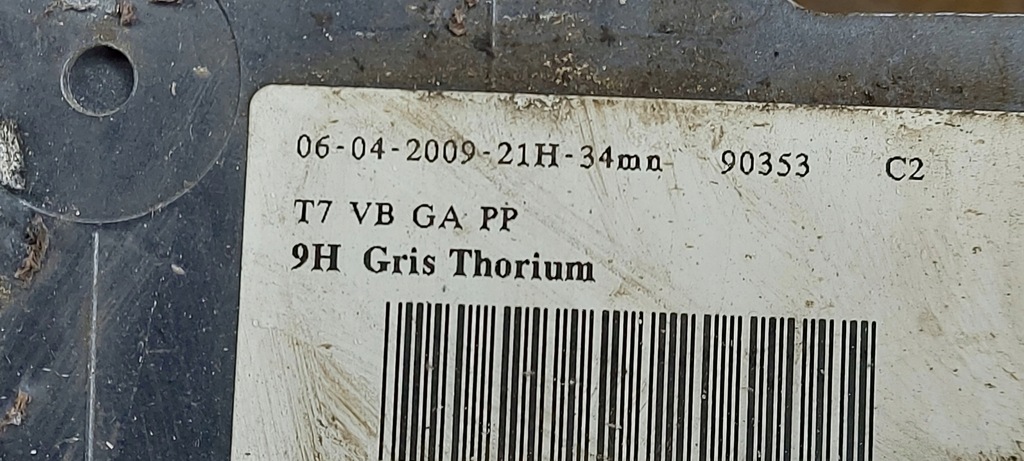 06-04-2009-21H-34mn 90353 C2
T7 VB GA PP
9H Gris Thorium